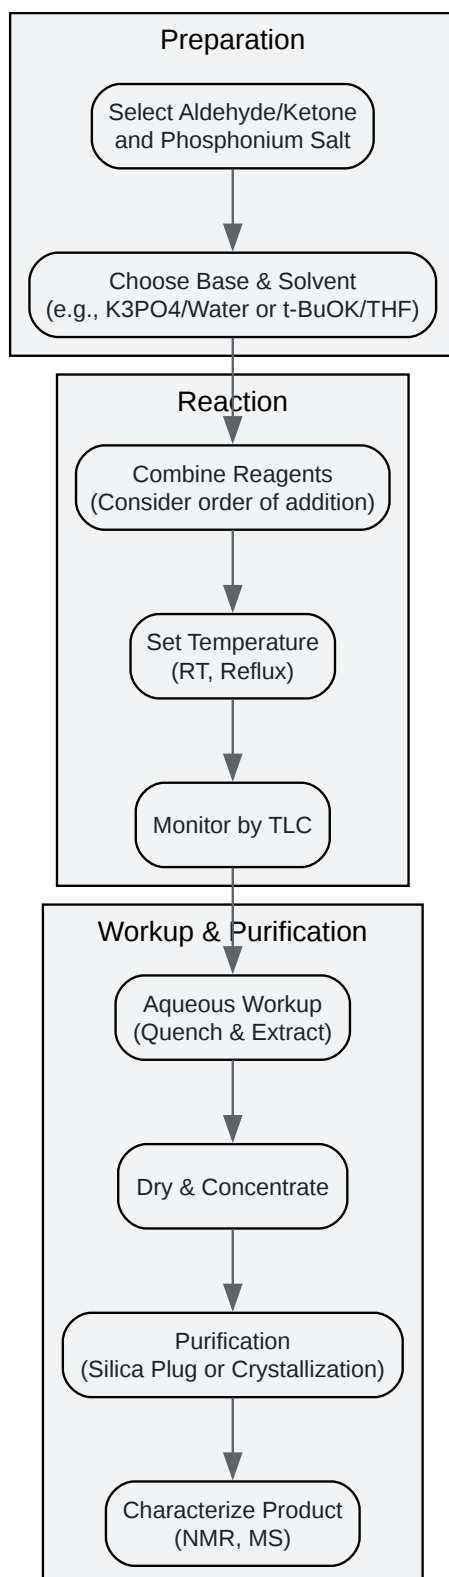 Preparation
Select Aldehyde/Ketone
and Phosphonium Salt
Choose Base & Solvent
(e.g., K3PO4/Water or t-BuOK/THF)
Reaction
Combine Reagents
(Consider order of addition)
Set Temperature
(RT, Reflux)
Monitor by TLC
Workup & Purification
Aqueous Workup
(Quench & Extract)
Dry & Concentrate
Purification
(Silica Plug or Crystallization)
Characterize Product
(NMR, MS)